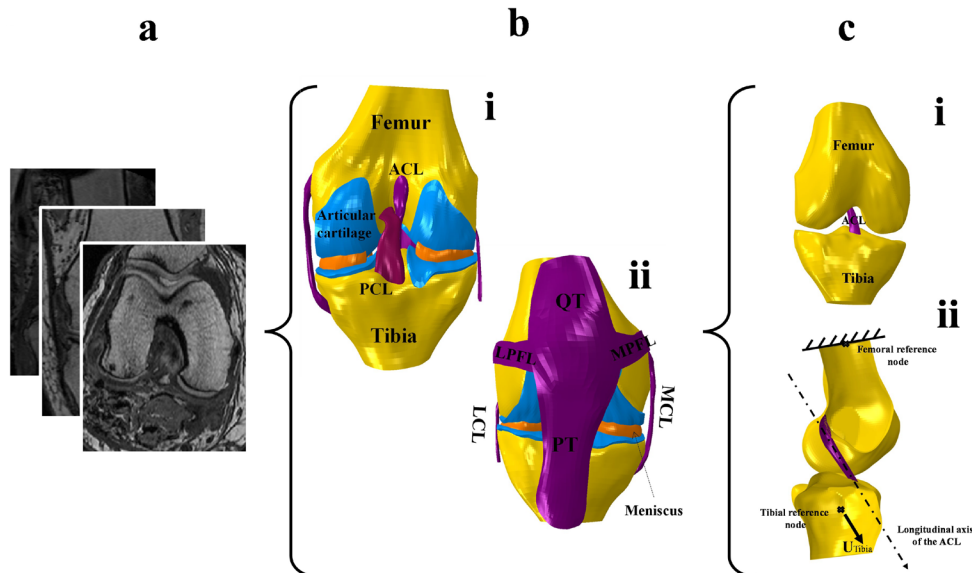 a
b
c
i
Femur
ACL
Articular
cartilage
PCL
Tibia
ii
QT
LPFL
MPFL
LCL
MCL
PT
Meniscus
i
Femur
ACL
Tibia
ii
Femoral reference
node
Tibial reference
node
U Tibia
Longitudinal axis
of the ACL